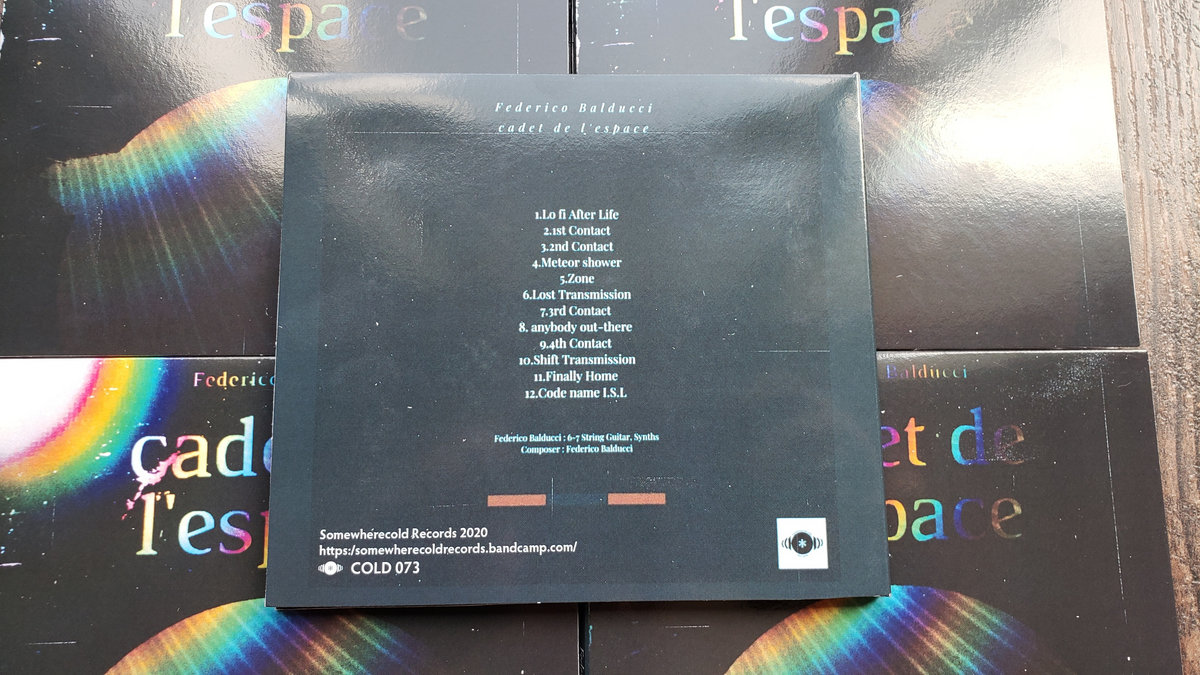 l'espace
l'espa
Federico Balducci
cadet de l'espace
1.Lo fi After Life
2.1st Contact
3.2nd Contact
4.Meteor shower
5.Zone
6.Lost Transmission
7.3rd Contact
8. anybody out-there
9.4th Contact
10.Shift Transmission
11.Finally Home
12.Code name I.S.L
Federico Balducci : 6-7 String Guitar, Synths
Composer : Federico Balducci
Somewherecold Records 2020
https:/somewherecoldrecords.bandcamp.com/
COLD 073
Federico
cade
l'esp
Balducci
et de
pace